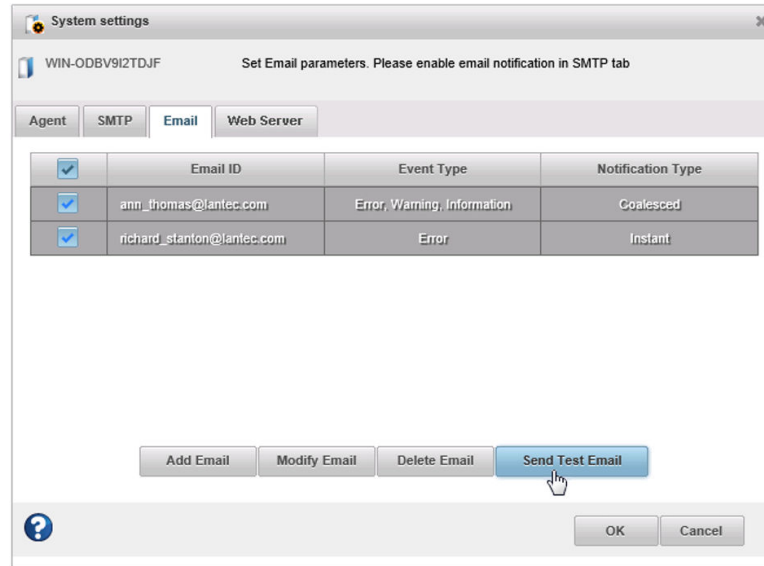 System settings
WIN-ODBV9I2TDJF Set Email parameters. Please enable email notification in SMTP tab
Agent SMTP Email Web Server
Email ID Event Type Notification Type
ann_thomas@lantec.com Error, Warning, Information Coalesced
richard_stanton@lantec.com Error Instant
Add Email Modify Email Delete Email Send Test Email
? OK Cancel